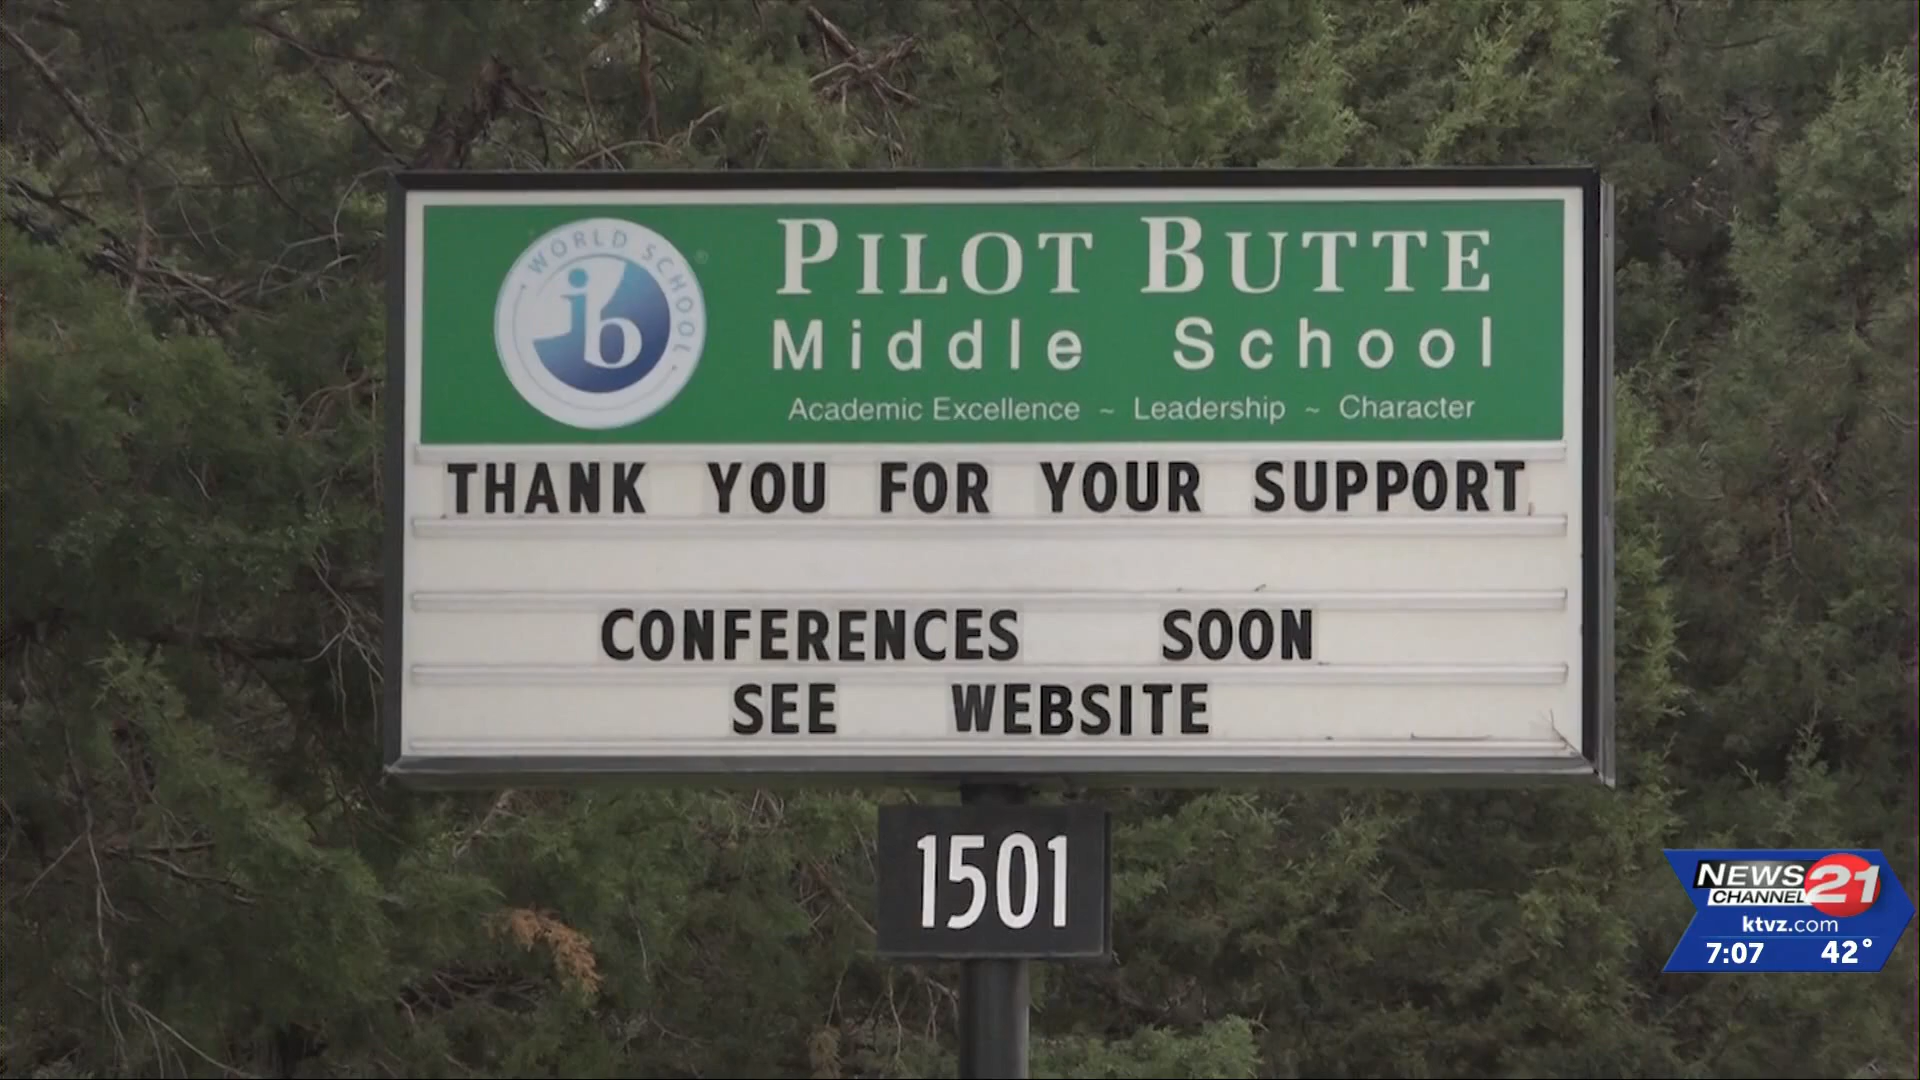 WORLD SCHOOL
ib
®
PILOT BUTTE
Middle School
Academic Excellence ~ Leadership ~ Character
THANK YOU FOR YOUR SUPPORT
CONFERENCES SOON
SEE WEBSITE
1501
NEWS
CHANNEL 21
ktvz.com
7:07 42°